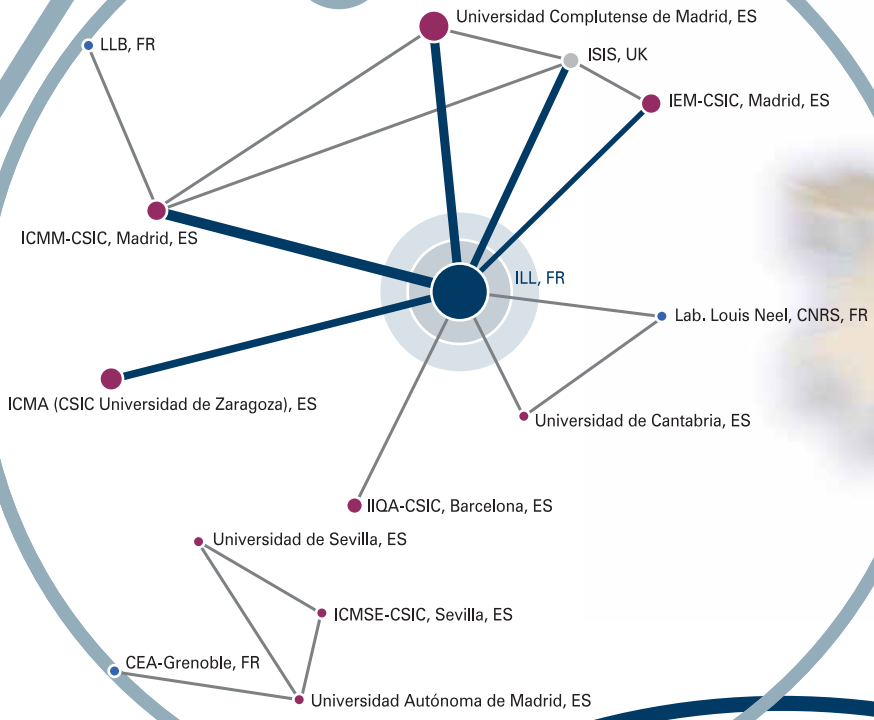 Universidad Complutense de Madrid, ES
LLB, FR
ISIS, UK
IEM-CSIC, Madrid, ES
ICMM-CSIC, Madrid, ES
ILL, FR
Lab. Louis Neel, CNRS, FR
ICMA (CSIC Universidad de Zaragoza), ES
Universidad de Cantabria, ES
IIQA-CSIC, Barcelona, ES
Universidad de Sevilla, ES
ICMSE-CSIC, Sevilla, ES
CEA-Grenoble, FR
Universidad Autónoma de Madrid, ES